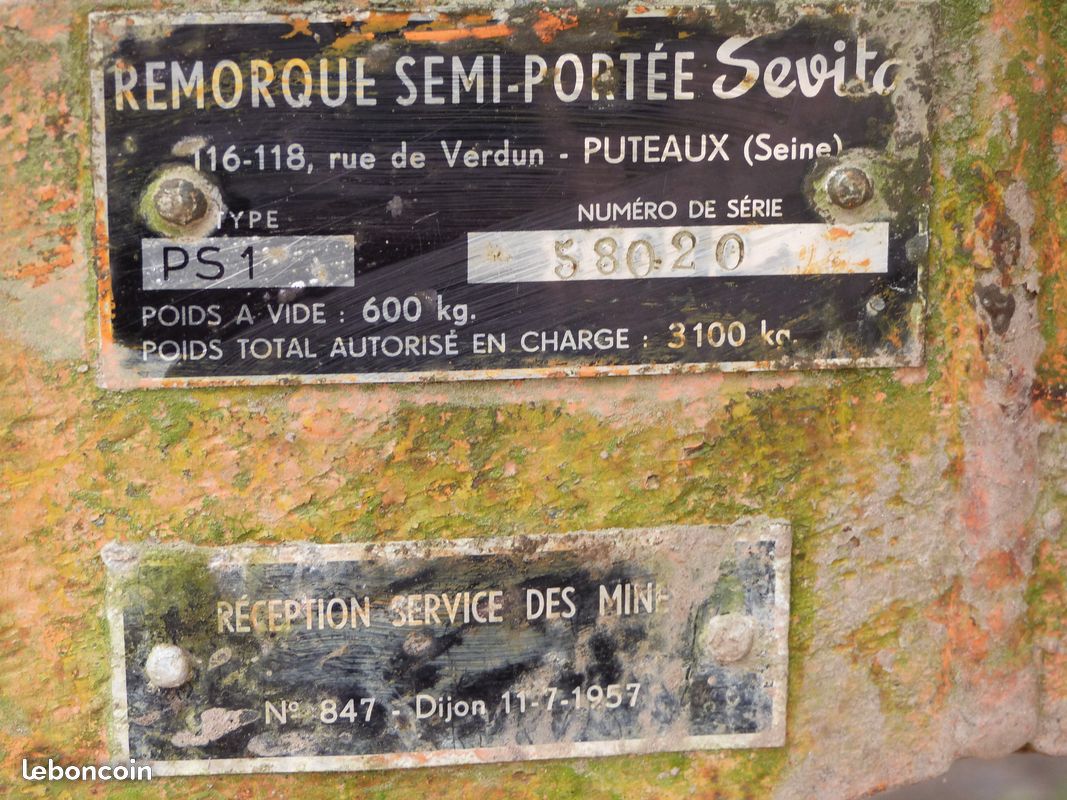 REMORQUE SEMI-PORTÉE Sevita
116-118, rue de Verdun - PUTEAUX (Seine)
TYPE
NUMÉRO DE SÉRIE
PS1
58020
POIDS A VIDE : 600 kg.
POIDS TOTAL AUTORISÉ EN CHARGE : 3100 kg.
RÉCEPTION SERVICE DES MINE
N° 847 - Dijon 11-7-1957
leboncoin